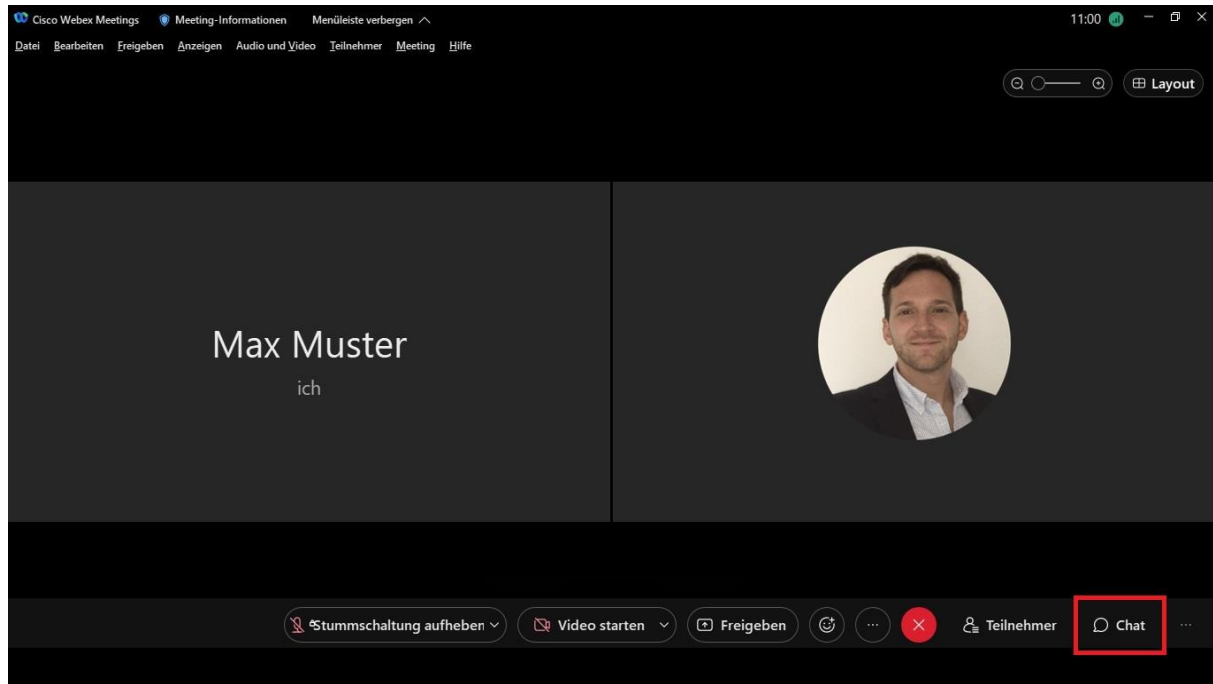 Cisco Webex Meetings Meeting-Informationen Menüleiste verbergen 11:00
Datei Bearbeiten Freigeben Anzeigen Audio und Video Teilnehmer Meeting Hilfe
Layout
Max Muster
ich
Stummschaltung aufheben Video starten Freigeben Teilnehmer Chat